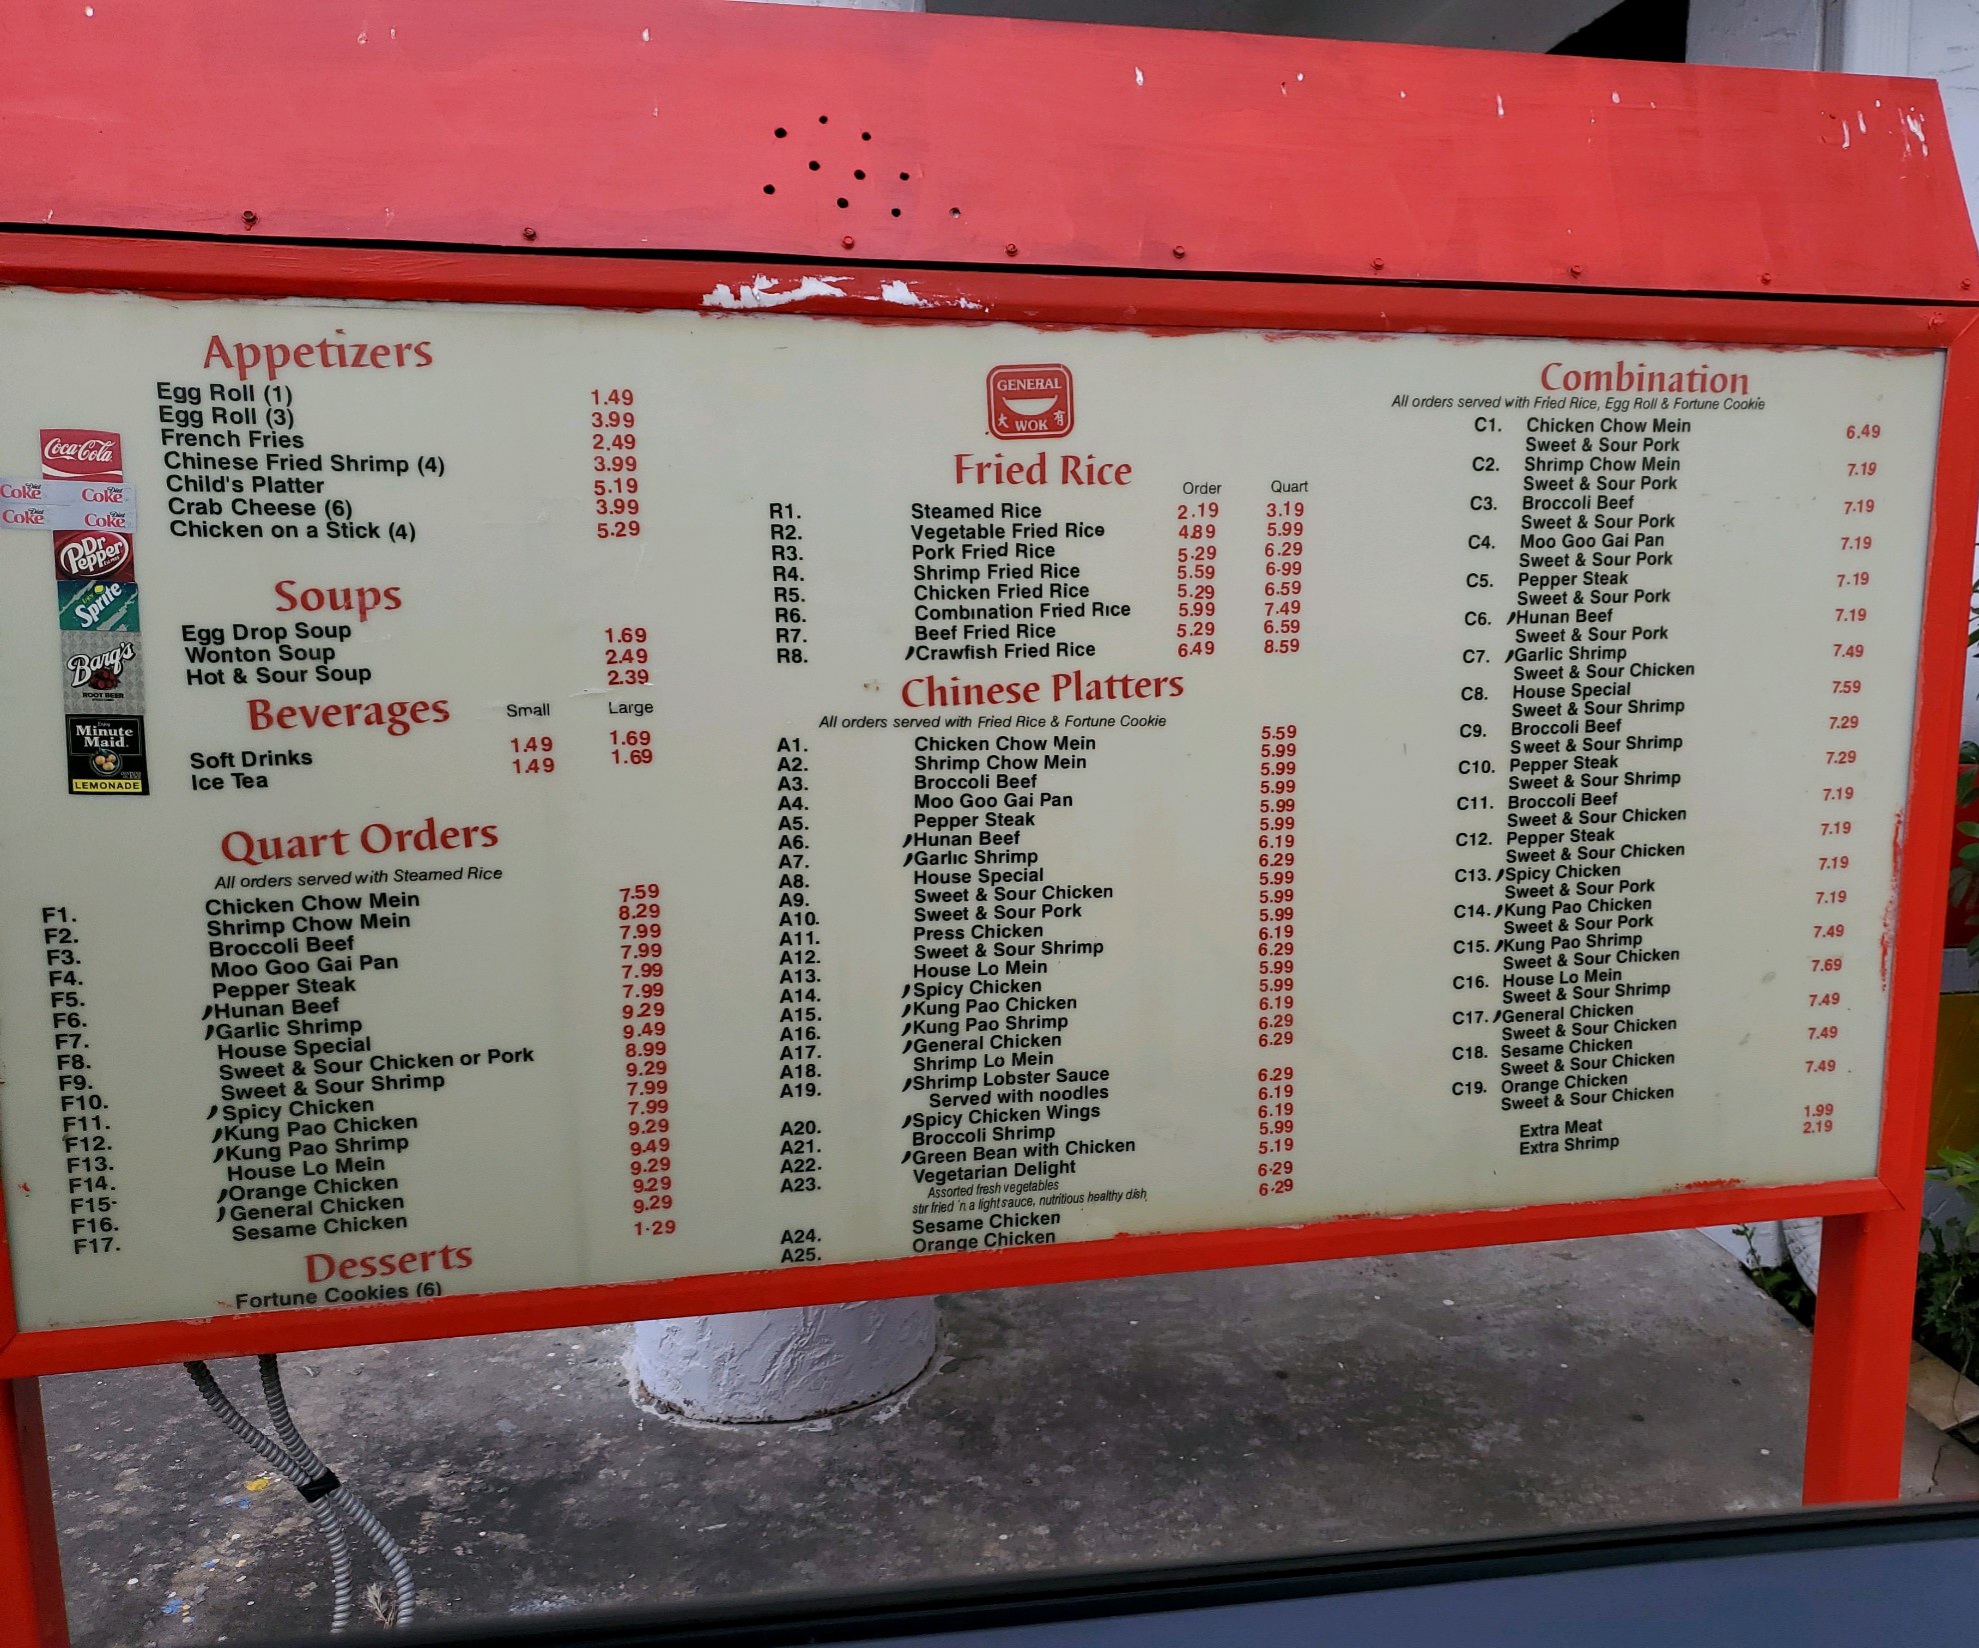 Appetizers
Egg Roll (1) 1.49
Egg Roll (3) 3.99
French Fries 2.49
Chinese Fried Shrimp (4) 3.99
Child's Platter 5.19
Crab Cheese (6) 3.99
Chicken on a Stick (4) 5.29
Coca-Cola
Diet Coke Diet Coke
Diet Coke Diet Coke
Dr Pepper
Sprite
Barq's
ROOT BEER
Minute
Maid
LEMONADE
Soups
Egg Drop Soup 1.69
Wonton Soup 2.49
Hot & Sour Soup 2.39
Beverages Small Large
Soft Drinks 1.49 1.69
Ice Tea 1.49 1.69
Quart Orders
All orders served with Steamed Rice
F1. Chicken Chow Mein 7.59
F2. Shrimp Chow Mein 8.29
F3. Broccoli Beef 7.99
F4. Moo Goo Gai Pan 7.99
F5. Pepper Steak 7.99
F6. Hunan Beef 7.99
F7. Garlic Shrimp 9.29
F8. House Special 9.49
F9. Sweet & Sour Chicken or Pork 8.99
F10. Sweet & Sour Shrimp 9.29
F11. Spicy Chicken 7.99
F12. Kung Pao Chicken 7.99
F13. Kung Pao Shrimp 9.29
F14. House Lo Mein 9.49
F15- Orange Chicken 9.29
F16. General Chicken 9.29
F17. Sesame Chicken 9.29
Desserts
Fortune Cookies (6) 1.29
GENERAL
大 WOK 有
Fried Rice
Order Quart
R1. Steamed Rice 2.19 3.19
R2. Vegetable Fried Rice 4.89 5.99
R3. Pork Fried Rice 5.29 6.29
R4. Shrimp Fried Rice 5.59 6.99
R5. Chicken Fried Rice 5.29 6.59
R6. Combination Fried Rice 5.99 7.49
R7. Beef Fried Rice 5.29 6.59
R8. Crawfish Fried Rice 6.49 8.59
Chinese Platters
All orders served with Fried Rice & Fortune Cookie
A1. Chicken Chow Mein 5.59
A2. Shrimp Chow Mein 5.99
A3. Broccoli Beef 5.99
A4. Moo Goo Gai Pan 5.99
A5. Pepper Steak 5.99
A6. Hunan Beef 5.99
A7. Garlic Shrimp 6.19
A8. House Special 6.29
A9. Sweet & Sour Chicken 5.99
A10. Sweet & Sour Pork 5.99
A11. Press Chicken 5.99
A12. Sweet & Sour Shrimp 6.19
A13. House Lo Mein 6.29
A14. Spicy Chicken 5.99
A15. Kung Pao Chicken 5.99
A16. Kung Pao Shrimp 6.19
A17. General Chicken 6.29
A18. Shrimp Lo Mein 6.29
A19. Shrimp Lobster Sauce 6.29
Served with noodles
A20. Spicy Chicken Wings 6.19
A21. Broccoli Shrimp 6.19
A22. Green Bean with Chicken 5.99
A23. Vegetarian Delight 5.19
Assorted fresh vegetables
stir fried in a light sauce, nutritious healthy dish
A24. Sesame Chicken 6.29
A25. Orange Chicken 6.29
Combination
All orders served with Fried Rice, Egg Roll & Fortune Cookie
C1. Chicken Chow Mein 6.49
Sweet & Sour Pork
C2. Shrimp Chow Mein 7.19
Sweet & Sour Pork
C3. Broccoli Beef 7.19
Sweet & Sour Pork
C4. Moo Goo Gai Pan 7.19
Sweet & Sour Pork
C5. Pepper Steak 7.19
Sweet & Sour Pork
C6. Hunan Beef 7.19
Sweet & Sour Pork
C7. Garlic Shrimp 7.49
Sweet & Sour Chicken
C8. House Special 7.59
Sweet & Sour Shrimp
C9. Broccoli Beef 7.29
Sweet & Sour Shrimp
C10. Pepper Steak 7.29
Sweet & Sour Shrimp
C11. Broccoli Beef 7.19
Sweet & Sour Chicken
C12. Pepper Steak 7.19
Sweet & Sour Chicken
C13. Spicy Chicken 7.19
Sweet & Sour Pork
C14. Kung Pao Chicken 7.19
Sweet & Sour Pork
C15. Kung Pao Shrimp 7.49
Sweet & Sour Chicken
C16. House Lo Mein 7.69
Sweet & Sour Shrimp
C17. General Chicken 7.49
Sweet & Sour Chicken
C18. Sesame Chicken 7.49
Sweet & Sour Chicken
C19. Orange Chicken 7.49
Sweet & Sour Chicken
Extra Meat 1.99
Extra Shrimp 2.19